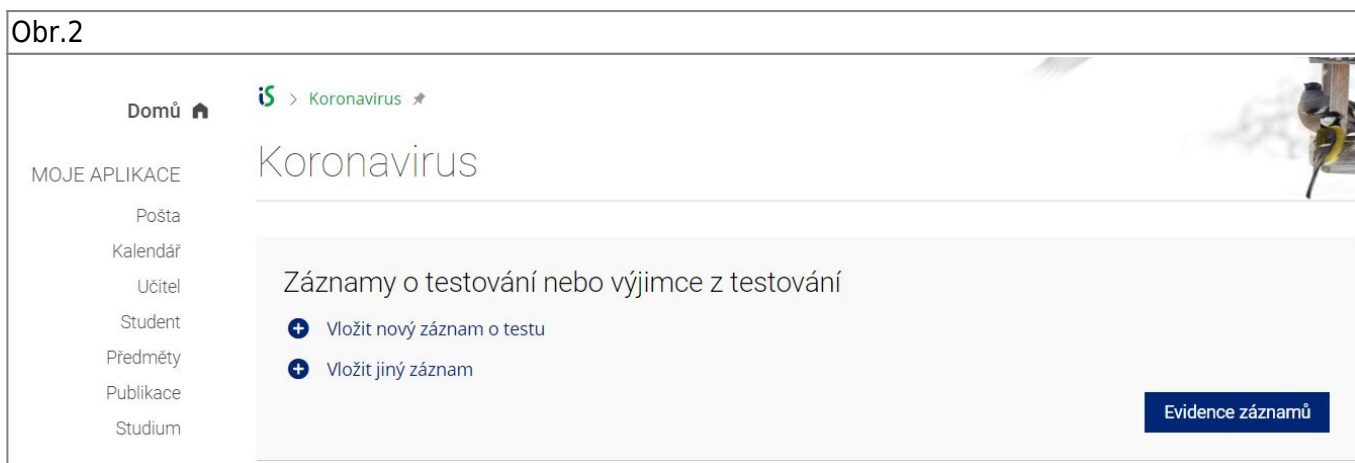 Obr.2
Domů
iS > Koronavirus
Koronavirus
MOJE APLIKACE
Pošta
Kalendář
Učitel
Student
Předměty
Publikace
Studium
Záznamy o testování nebo výjimce z testování
Vložit nový záznam o testu
Vložit jiný záznam
Evidence záznamů